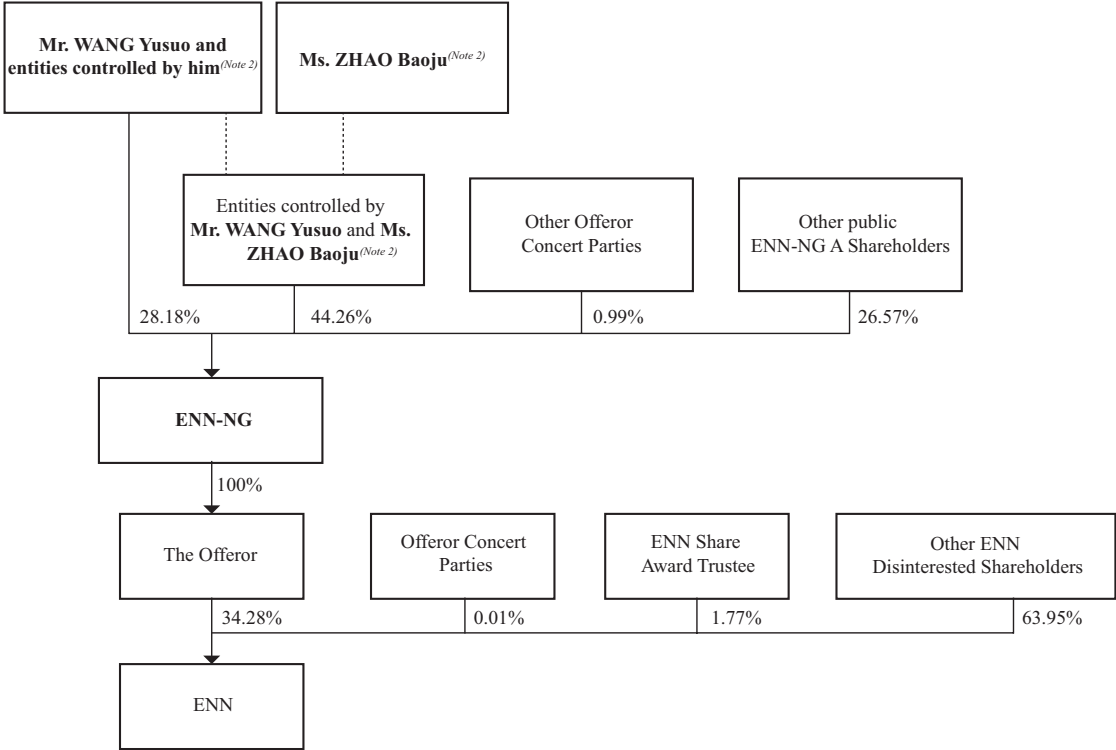 Mr. WANG Yusuo and
entities controlled by him(Note 2)
Ms. ZHAO Baoju(Note 2)
Entities controlled by
Mr. WANG Yusuo and Ms.
ZHAO Baoju(Note 2)
Other Offeror
Concert Parties
Other public
ENN-NG A Shareholders
28.18%
44.26%
0.99%
26.57%
ENN-NG
100%
The Offeror
Offeror Concert
Parties
ENN Share
Award Trustee
Other ENN
Disinterested Shareholders
34.28%
0.01%
1.77%
63.95%
ENN